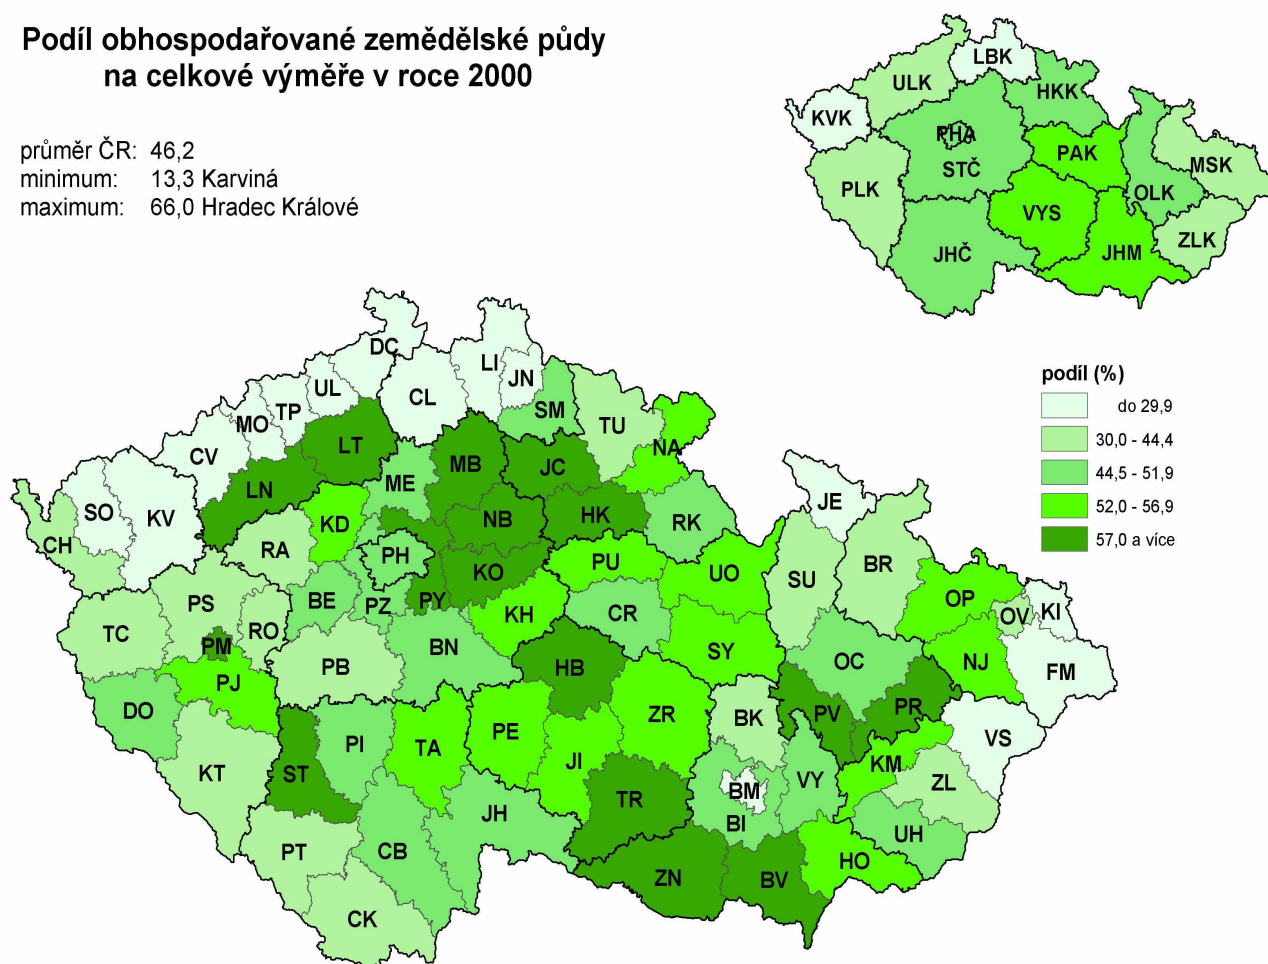 Podíl obhospodařované zemědělské půdy
na celkové výměře v roce 2000
průměr ČR: 46,2
minimum: 13,3 Karviná
maximum: 66,0 Hradec Králové
LBK
ULK
HKK
KVK
PHA
PAK
STČ
MSK
PLK
OLK
VYS
ZLK
JHČ
JHM
podíl (%)
do 29,9
30,0 - 44,4
44,5 - 51,9
52,0 - 56,9
57,0 a více
DC
LI
JN
UL
CL
TP
MO
SM
TU
LT
NA
CV
MB
JC
ME
LN
JE
SO
KV
KD
NB
HK
RK
CH
RA
PH
PU
BR
KO
UO
SU
BE
PZ
PY
PS
OP
KI
KH
CR
OV
TC
RO
PM
BN
SY
OC
NJ
PB
HB
FM
PJ
DO
PV
PR
ZR
BK
PE
VS
PI
TA
JI
KM
KT
ST
VY
ZL
BM
TR
JH
BI
UH
PT
CB
HO
ZN
BV
CK